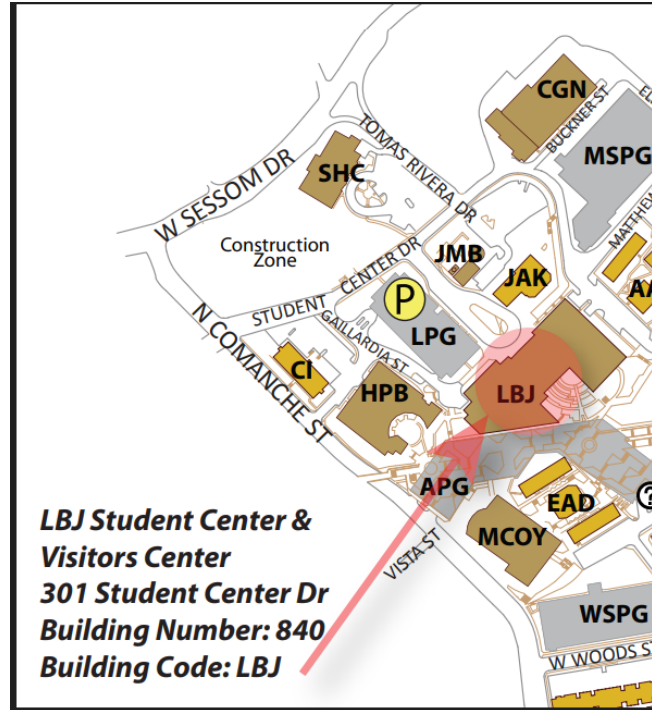 CGN
BUCKNER ST
MSPG
TOMAS RIVERA DR
SHC
W SESSOM DR
Construction
Zone
JMB
JAK
STUDENT CENTER DR
P
LPG
GAILLARDIA ST
N COMANCHE ST
CI
HPB
LBJ
APG
EAD
?
MCOY
VISTA ST
WSPG
LBJ Student Center &
Visitors Center
301 Student Center Dr
Building Number: 840
Building Code: LBJ
W WOODS ST